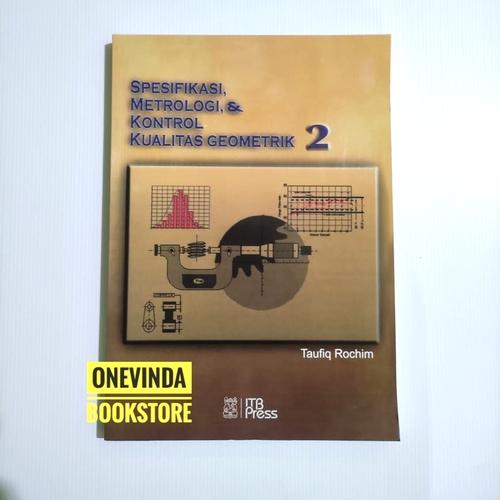 SPESIFIKASI,
METROLOGI, &
KONTROL
KUALITAS GEOMETRIK 2
Taufiq Rochim
ITB
Press
ONEVINDA
BOOKSTORE